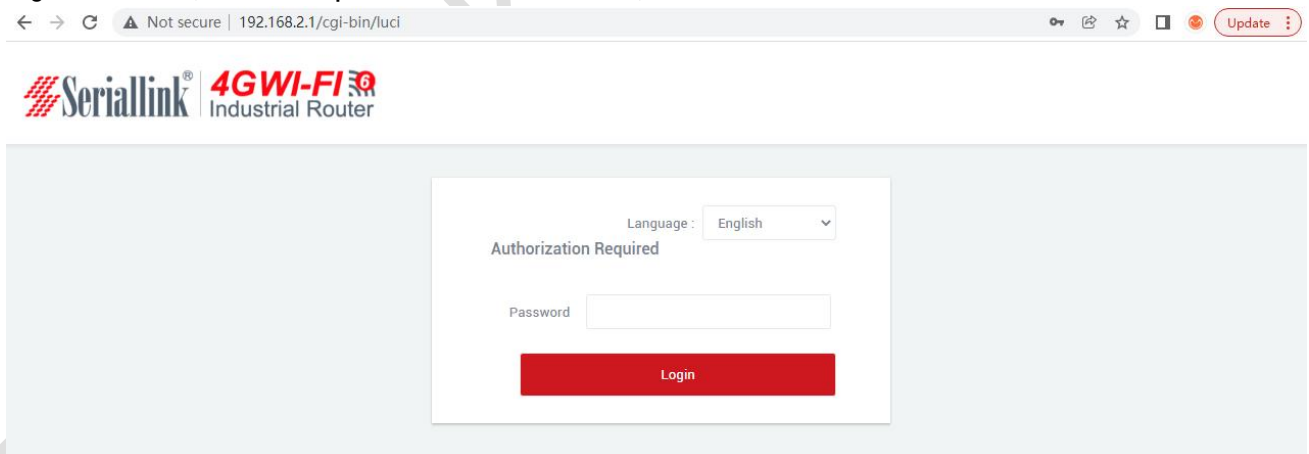 Not secure | 192.168.2.1/cgi-bin/luci
Update
Seriallink® 4GWI-FI 6
Industrial Router
Language : English
Authorization Required
Password
Login